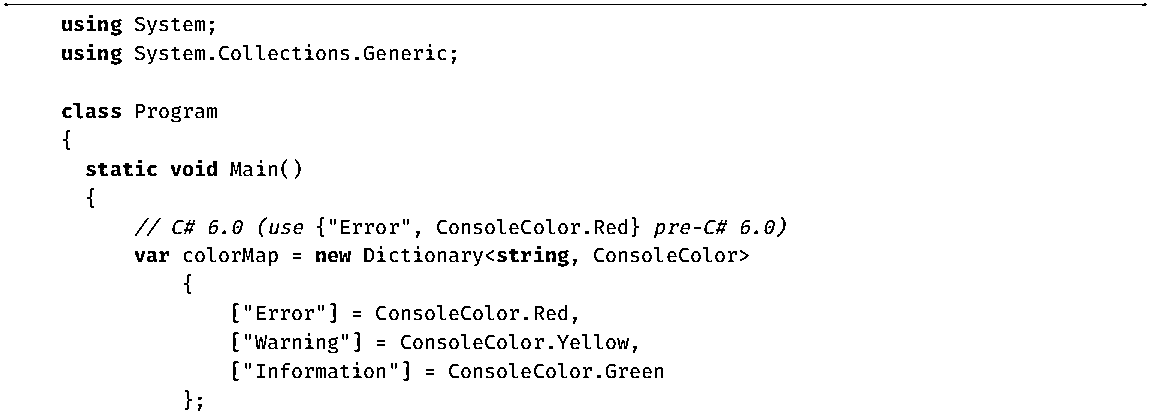 using System;
using System.Collections.Generic;
class Program
{
static void Main()
{
// C# 6.0 (use {"Error", ConsoleColor.Red} pre-C# 6.0)
var colorMap = new Dictionary<string, ConsoleColor>
{
["Error"] = ConsoleColor.Red,
["Warning"] = ConsoleColor.Yellow,
["Information"] = ConsoleColor.Green
};